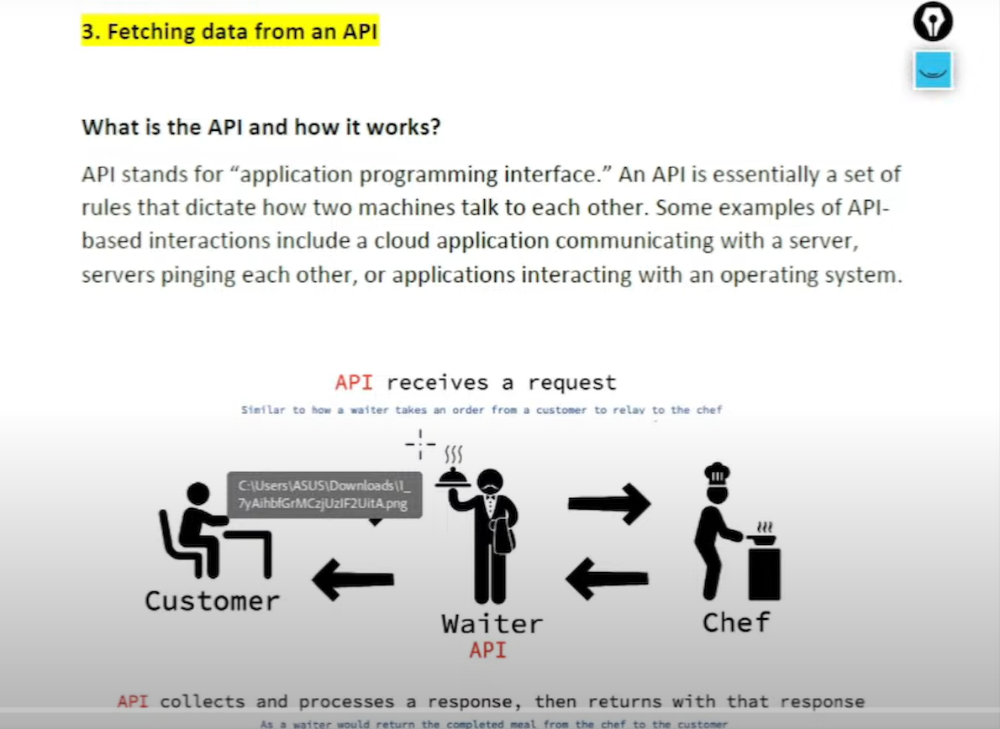 3. Fetching data from an API
What is the API and how it works?
API stands for “application programming interface.” An API is essentially a set of
rules that dictate how two machines talk to each other. Some examples of API-
based interactions include a cloud application communicating with a server,
servers pinging each other, or applications interacting with an operating system.
API receives a request
Similar to how a waiter takes an order from a customer to relay to the chef
C:\Users\ASUS\Downloads\1_
7yAihbfGrMCzjUzIF2UitA.png
Customer
Waiter
API
Chef
API collects and processes a response, then returns with that response
As a waiter would return the completed meal from the chef to the customer